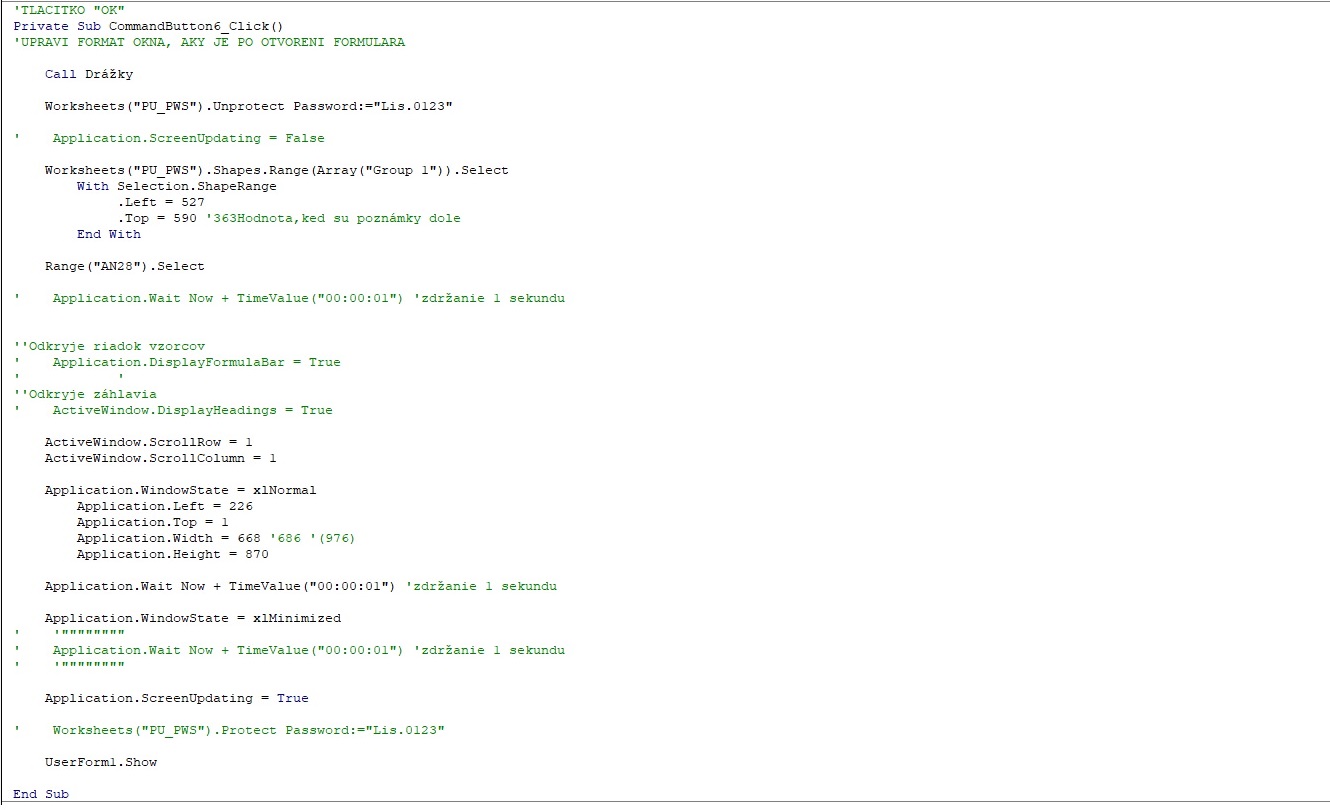 'TLACITKO "OK"
Private Sub CommandButton6_Click()
'UPRAVI FORMAT OKNA, AKY JE PO OTVORENI FORMULARA
Call Drážky
Worksheets("PU_PWS").Unprotect Password:="Lis.0123"
'    Application.ScreenUpdating = False
Worksheets("PU_PWS").Shapes.Range(Array("Group 1")).Select
With Selection.ShapeRange
.Left = 527
.Top = 590 '363Hodnota,ked su poznámky dole
End With
Range("AN28").Select
'    Application.Wait Now + TimeValue("00:00:01") 'zdržanie 1 sekundu
''Odkryje riadok vzorcov
'    Application.DisplayFormulaBar = True
'            '
''Odkryje záhlavia
'    ActiveWindow.DisplayHeadings = True
ActiveWindow.ScrollRow = 1
ActiveWindow.ScrollColumn = 1
Application.WindowState = xlNormal
Application.Left = 226
Application.Top = 1
Application.Width = 668 '686 '(976)
Application.Height = 870
Application.Wait Now + TimeValue("00:00:01") 'zdržanie 1 sekundu
Application.WindowState = xlMinimized
'    '""""""""
'    Application.Wait Now + TimeValue("00:00:01") 'zdržanie 1 sekundu
'    '""""""""
Application.ScreenUpdating = True
'    Worksheets("PU_PWS").Protect Password:="Lis.0123"
UserForm1.Show
End Sub